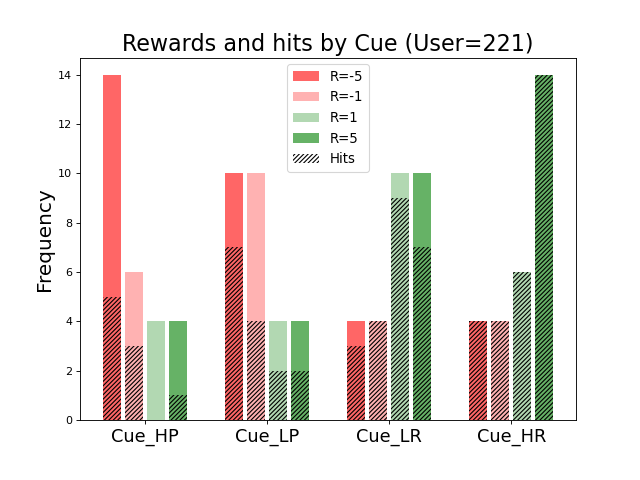 Rewards and hits by Cue (User=221)
R=-5
R=-1
R=1
R=5
Hits
Frequency
14
12
10
8
6
4
2
0
Cue_HP
Cue_LP
Cue_LR
Cue_HR